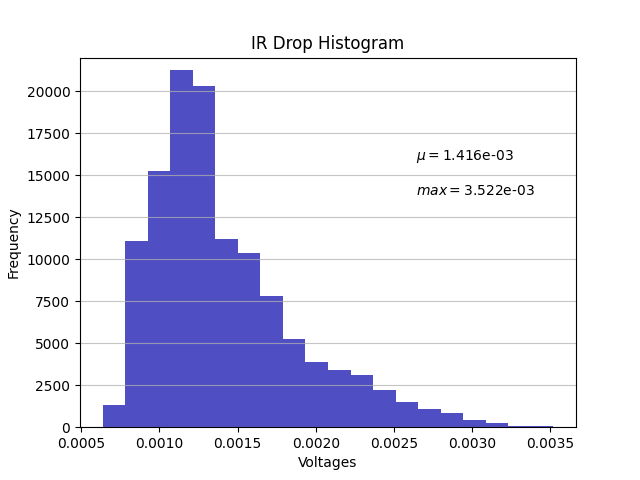 IR Drop Histogram
20000
17500
15000
12500
10000
7500
5000
2500
0
Frequency
μ = 1.416e-03
max = 3.522e-03
0.0005 0.0010 0.0015 0.0020 0.0025 0.0030 0.0035
Voltages